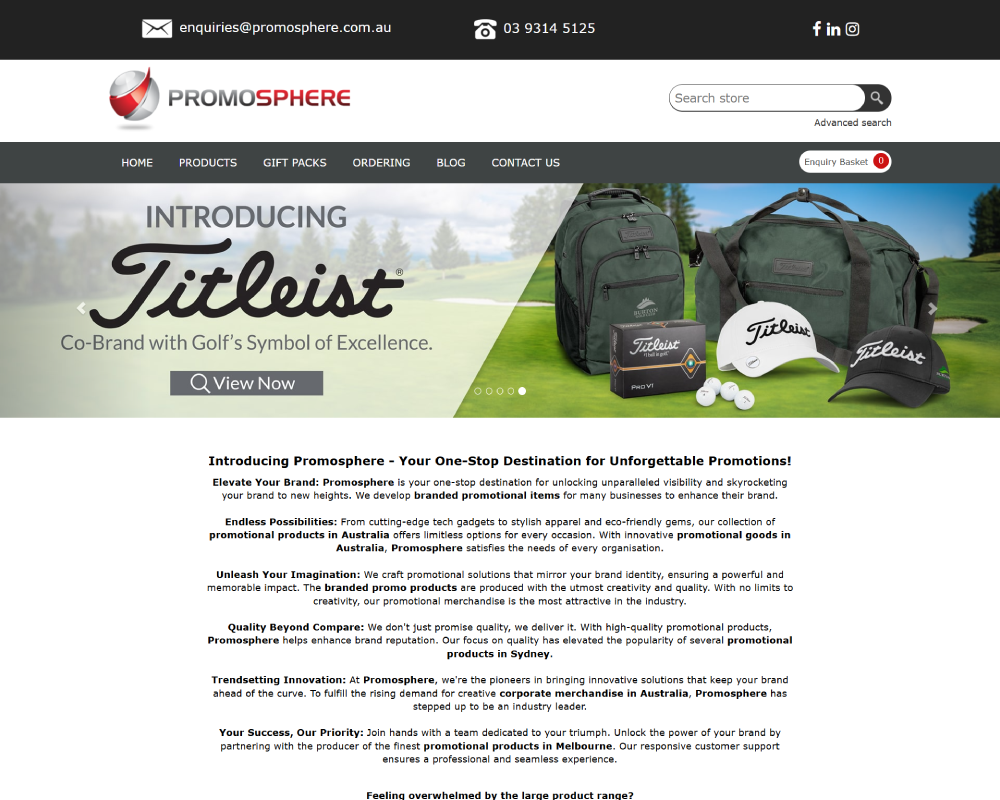 enquiries@promosphere.com.au
03 9314 5125
PROMOSPHERE
Search store
Advanced search
HOME PRODUCTS GIFT PACKS ORDERING BLOG CONTACT US
Enquiry Basket 0
INTRODUCING
Titleist®
Co-Brand with Golf's Symbol of Excellence.
View Now
Titleist
PRO V1
Titleist
Titleist
Introducing Promosphere - Your One-Stop Destination for Unforgettable Promotions!
Elevate Your Brand: Promosphere is your one-stop destination for unlocking unparalleled visibility and skyrocketing
your brand to new heights. We develop branded promotional items for many businesses to enhance their brand.
Endless Possibilities: From cutting-edge tech gadgets to stylish apparel and eco-friendly gems, our collection of
promotional products in Australia offers limitless options for every occasion. With innovative promotional goods in
Australia, Promosphere satisfies the needs of every organisation.
Unleash Your Imagination: We craft promotional solutions that mirror your brand identity, ensuring a powerful and
memorable impact. The branded promo products are produced with the utmost creativity and quality. With no limits to
creativity, our promotional merchandise is the most attractive in the industry.
Quality Beyond Compare: We don't just promise quality, we deliver it. With high-quality promotional products,
Promosphere helps enhance brand reputation. Our focus on quality has elevated the popularity of several promotional
products in Sydney.
Trendsetting Innovation: At Promosphere, we're the pioneers in bringing innovative solutions that keep your brand
ahead of the curve. To fulfill the rising demand for creative corporate merchandise in Australia, Promosphere has
stepped up to be an industry leader.
Your Success, Our Priority: Join hands with a team dedicated to your triumph. Unlock the power of your brand by
partnering with the producer of the finest promotional products in Melbourne. Our responsive customer support
ensures a professional and seamless experience.
Feeling overwhelmed by the large product range?